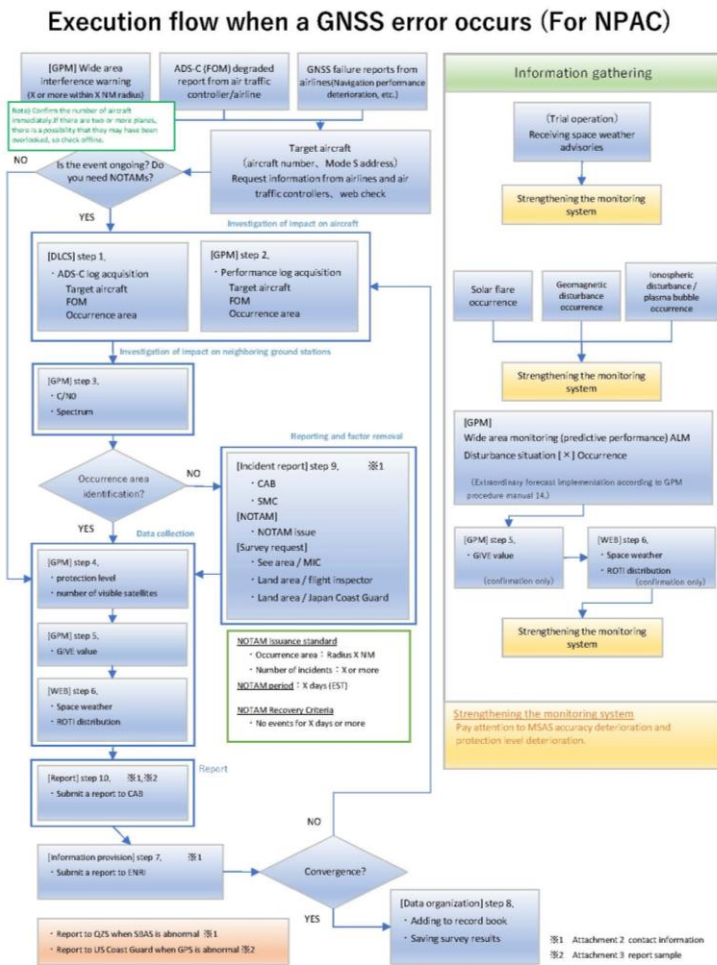 Execution flow when a GNSS error occurs (For NPAC)
[GPM] Wide area
interference warning
(X or more within X NM radius)
ADS-C (FOM) degraded
report from air traffic
controller/airline
GNSS failure reports from
airlines(Navigation performance
deterioration, etc.)
Note) Confirm the number of aircraft
immediately.If there are two or more planes,
there is a possibility that they may have been
overlooked, so check offline.
NO
Is the event ongoing? Do
you need NOTAMs?
Target aircraft
(aircraft number、Mode S address)
Request information from airlines and air
traffic controllers、web check
YES
Investigation of impact on aircraft
[DLCS] step 1、
・ADS-C log acquisition
Target aircraft
FOM
Occurrence area
[GPM] step 2、
・Performance log acquisition
Target aircraft
FOM
Occurrence area
Investigation of impact on neighboring ground stations
[GPM] step 3、
・C/N0
・Spectrum
Reporting and factor removal
Occurrence area
identification?
NO
YES
[Incident report] step 9、 ※1
・CAB
・SMC
[NOTAM]
・NOTAM issue
[Survey request]
・See area / MIC
・Land area / flight inspector
・Land area / Japan Coast Guard
Data collection
[GPM] step 4、
・protection level
・number of visible satellites
[GPM] step 5、
・GIVE value
[WEB] step 6、
・Space weather
・ROTI distribution
NOTAM Issuance standard
・Occurrence area：Radius X NM
・Number of incidents：X or more
NOTAM period：X days (EST)
NOTAM Recovery Criteria
・No events for X days or more
Report
[Report] step 10、 ※1,※2
・Submit a report to CAB
[Information provision] step 7、 ※1
・Submit a report to ENRI
NO
Convergence?
YES
[Data organization] step 8、
・Adding to record book
・Saving survey results
・Report to QZS when SBAS is abnormal ※1
・Report to US Coast Guard when GPS is abnormal ※2
※1 Attachment 2 contact information
※2 Attachment 3 report sample
Information gathering
(Trial operation)
Receiving space weather
advisories
Strengthening the monitoring
system
Solar flare
occurrence
Geomagnetic
disturbance
occurrence
Ionospheric
disturbance /
plasma bubble
occurrence
Strengthening the monitoring
system
[GPM]
Wide area monitoring (predictive performance) ALM
Disturbance situation [×] Occurrence
(Extraordinary forecast implementation according to GPM
procedure manual 14.)
[GPM] step 5、
・GIVE value
(confirmation only)
[WEB] step 6、
・Space weather
・ROTI distribution
(confirmation only)
Strengthening the monitoring
system
Strengthening the monitoring system
Pay attention to MSAS accuracy deterioration and
protection level deterioration.